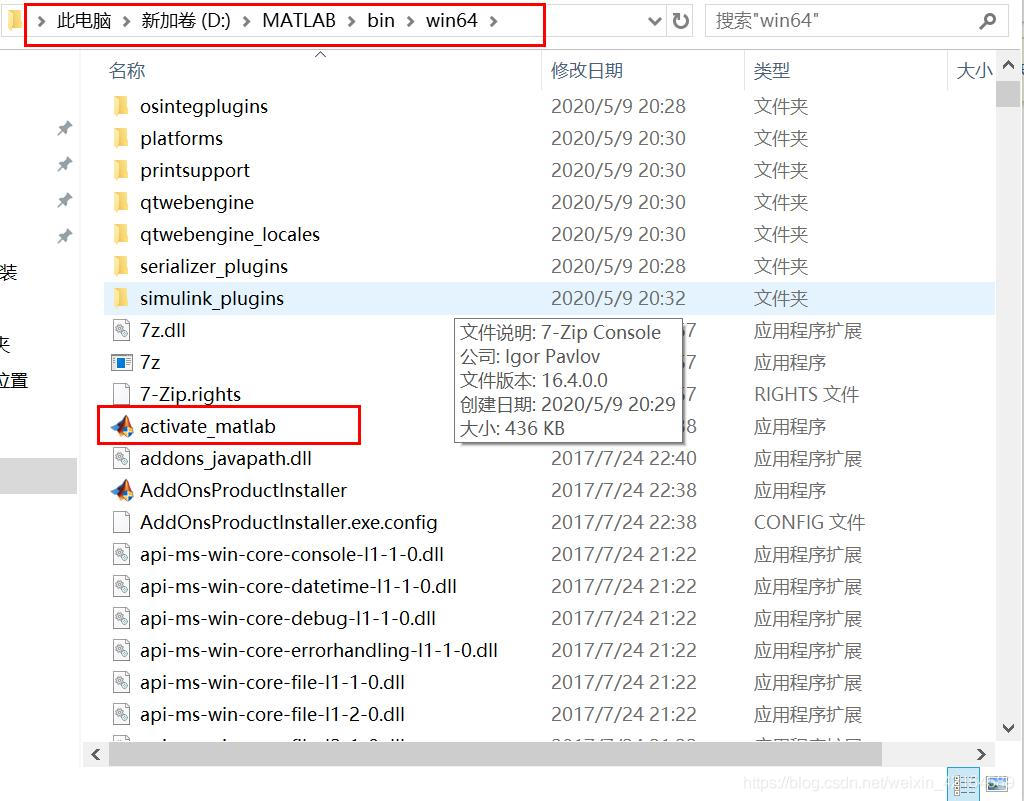 此电脑 > 新加卷 (D:) > MATLAB > bin > win64 >
搜索"win64"
名称 修改日期 类型 大小
osintegplugins 2020/5/9 20:28 文件夹
platforms 2020/5/9 20:30 文件夹
printsupport 2020/5/9 20:30 文件夹
qtwebengine 2020/5/9 20:30 文件夹
qtwebengine_locales 2020/5/9 20:30 文件夹
装
serializer_plugins 2020/5/9 20:28 文件夹
simulink_plugins 2020/5/9 20:32 文件夹
7z.dll 应用程序扩展
7z 应用程序
位置
7-Zip.rights RIGHTS 文件
文件说明: 7-Zip Console
公司: Igor Pavlov
文件版本: 16.4.0.0
创建日期: 2020/5/9 20:29
大小: 436 KB
activate_matlab 应用程序
addons_javapath.dll 2017/7/24 22:40 应用程序扩展
AddOnsProductInstaller 2017/7/24 22:38 应用程序
AddOnsProductInstaller.exe.config 2017/7/24 22:38 CONFIG 文件
api-ms-win-core-console-l1-1-0.dll 2017/7/24 21:22 应用程序扩展
api-ms-win-core-datetime-l1-1-0.dll 2017/7/24 21:22 应用程序扩展
api-ms-win-core-debug-l1-1-0.dll 2017/7/24 21:22 应用程序扩展
api-ms-win-core-errorhandling-l1-1-0.dll 2017/7/24 21:22 应用程序扩展
api-ms-win-core-file-l1-1-0.dll 2017/7/24 21:22 应用程序扩展
api-ms-win-core-file-l1-2-0.dll 2017/7/24 21:22 应用程序扩展